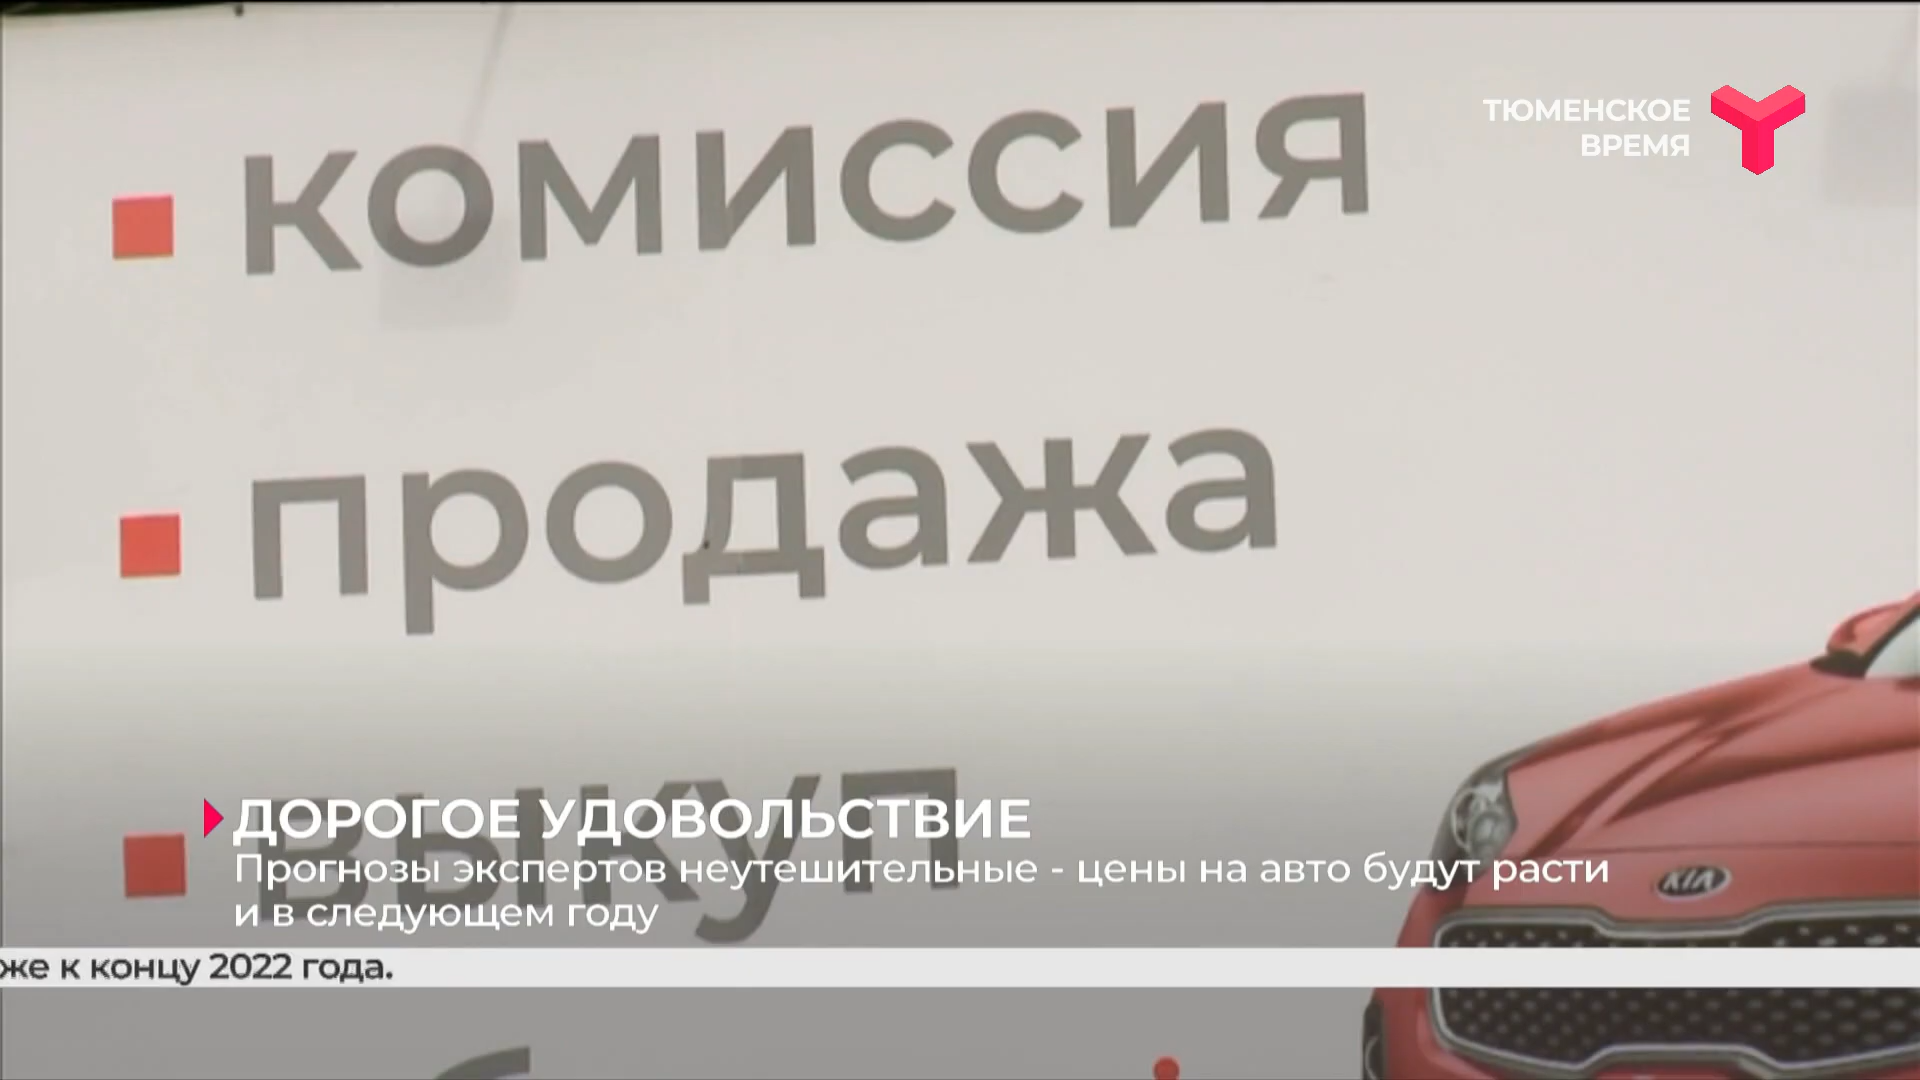 комиссия
ТЮМЕНСКОЕ
ВРЕМЯ
продажа
выкуп
ДОРОГОЕ УДОВОЛЬСТВИЕ
Прогнозы экспертов неутешительные - цены на авто будут расти
и в следующем году
KIA
же к концу 2022 года.